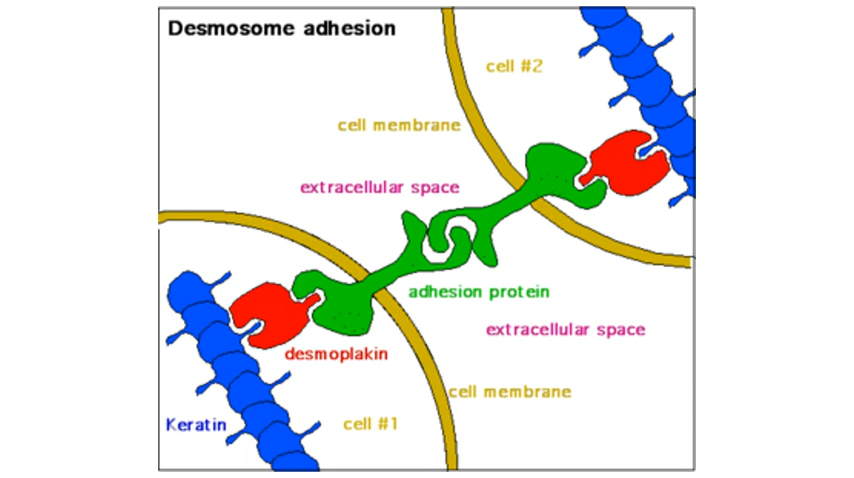 Desmosome adhesion
cell #2
cell membrane
extracellular space
adhesion protein
extracellular space
desmoplakin
cell membrane
Keratin
cell #1